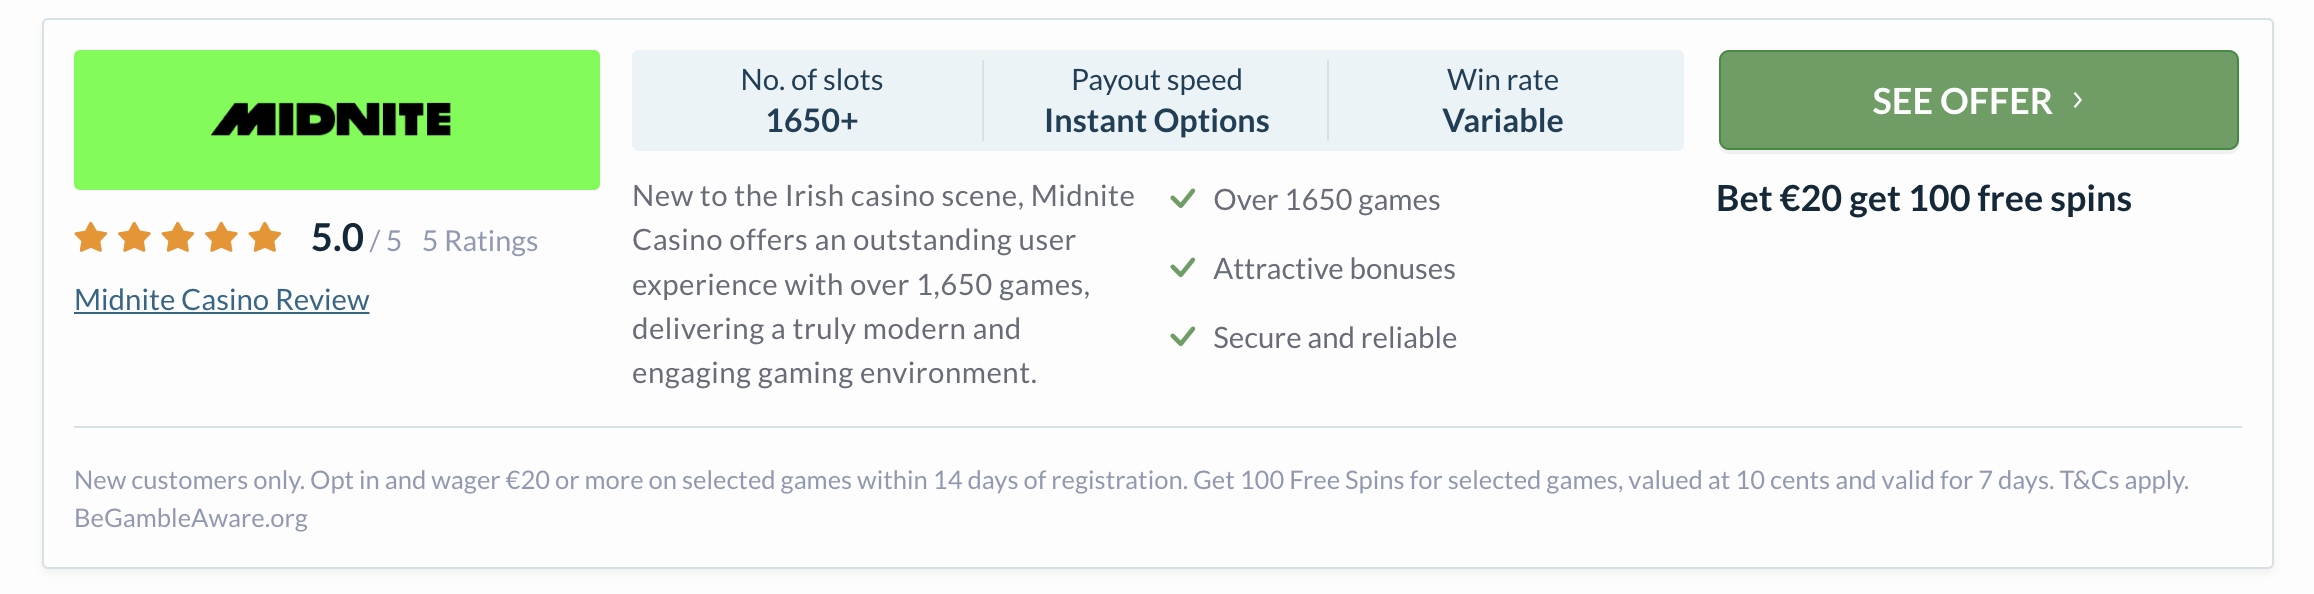 MIDNITE
5.0 / 5 5 Ratings
Midnite Casino Review
No. of slots
1650+
Payout speed
Instant Options
Win rate
Variable
New to the Irish casino scene, Midnite
Casino offers an outstanding user
experience with over 1,650 games,
delivering a truly modern and
engaging gaming environment.
Over 1650 games
Attractive bonuses
Secure and reliable
SEE OFFER ›
Bet €20 get 100 free spins
New customers only. Opt in and wager €20 or more on selected games within 14 days of registration. Get 100 Free Spins for selected games, valued at 10 cents and valid for 7 days. T&Cs apply.
BeGambleAware.org